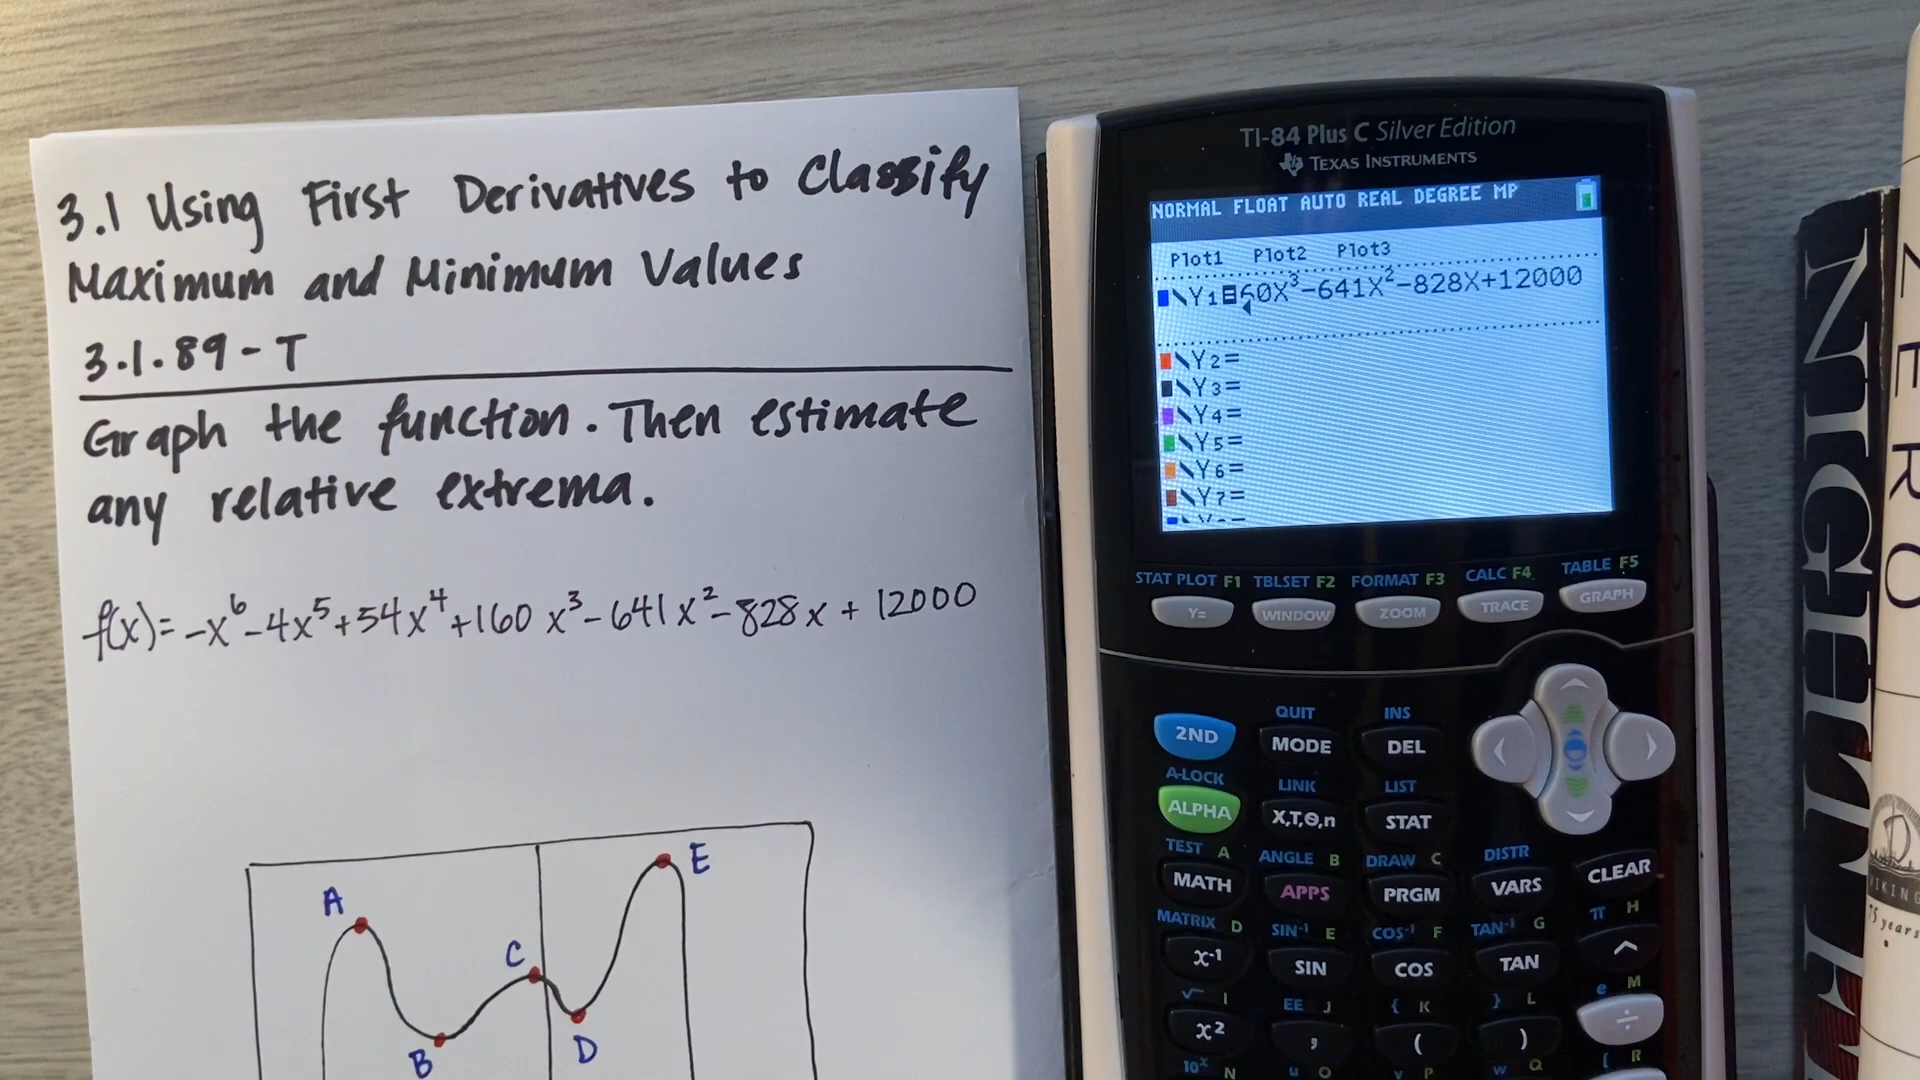 3.1 Using First Derivatives to Classify
Maximum and Minimum Values
3.1.89-T
Graph the function. Then estimate
any relative extrema.
f(x)=-x⁶-4x⁵+54x⁴+160x³-641x²-828x+12000
A
B
C
D
E
TI-84 Plus C Silver Edition
TEXAS INSTRUMENTS
NORMAL FLOAT AUTO REAL DEGREE MP
Plot1 Plot2 Plot3
\Y1=60X³-641X²-828X+12000
\Y2=
\Y3=
\Y4=
\Y5=
\Y6=
\Y7=
STAT PLOT F1 TBLSET F2 FORMAT F3 CALC F4 TABLE F5
Y= WINDOW ZOOM TRACE GRAPH
QUIT INS
2ND MODE DEL
A-LOCK LINK LIST
ALPHA X,T,Θ,n STAT
TEST A ANGLE B DRAW C DISTR
MATH APPS PRGM VARS CLEAR
MATRIX D SIN⁻¹ E COS⁻¹ F TAN⁻¹ G π H
x⁻¹ SIN COS TAN ^
√ I EE J { K } L e M
x² , ( ) ÷
10ˣ N u O v P w Q [ R
ZERO
VIKING
75 years